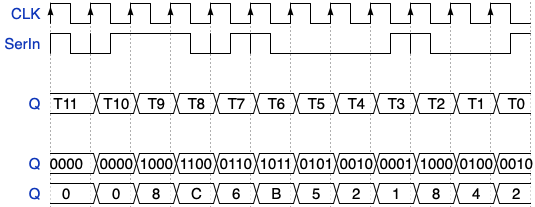 CLK
SerIn
Q T11 T10 T9 T8 T7 T6 T5 T4 T3 T2 T1 T0
Q 0000 0000 1000 1100 0110 1011 0101 0010 0001 1000 0100 0010
Q 0 0 8 C 6 B 5 2 1 8 4 2